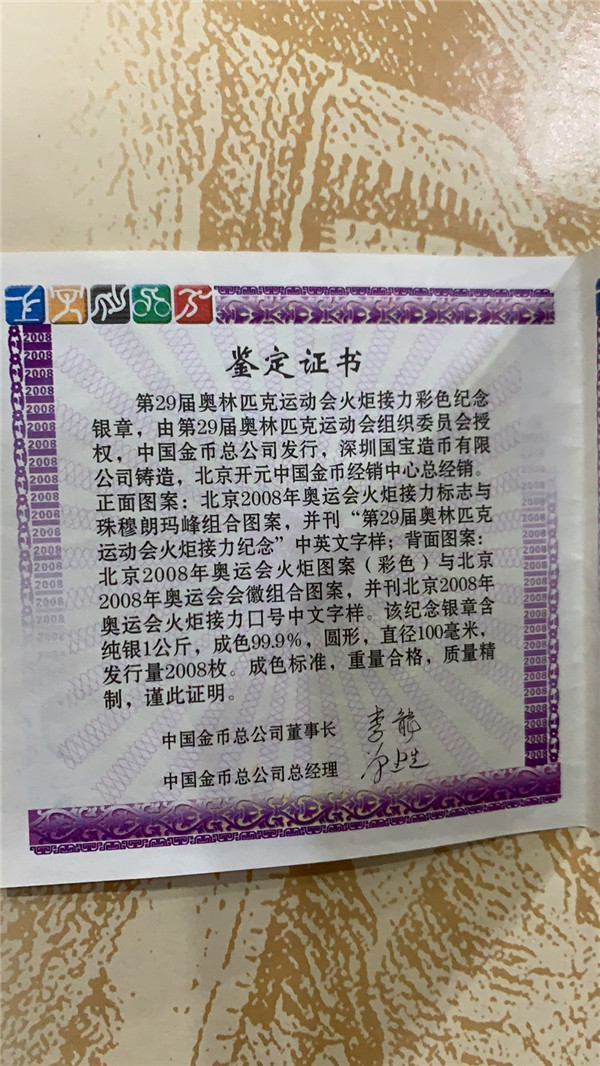 鉴定证书
第29届奥林匹克运动会火炬接力彩色纪念
银章，由第29届奥林匹克运动会组织委员会授
权，中国金币总公司发行，深圳国宝造币有限
公司铸造，北京开元中国金币经销中心总经销。
正面图案：北京2008年奥运会火炬接力标志与
珠穆朗玛峰组合图案，并刊“第29届奥林匹克
运动会火炬接力纪念”中英文字样；背面图案：
北京2008年奥运会火炬图案（彩色）与北京
2008年奥运会会徽组合图案，并刊北京2008年
奥运会火炬接力口号中文字样。该纪念银章含
纯银1公斤，成色99.9%，圆形，直径100毫米，
发行量2008枚。成色标准，重量合格，质量精
制，谨此证明。
中国金币总公司董事长
中国金币总公司总经理